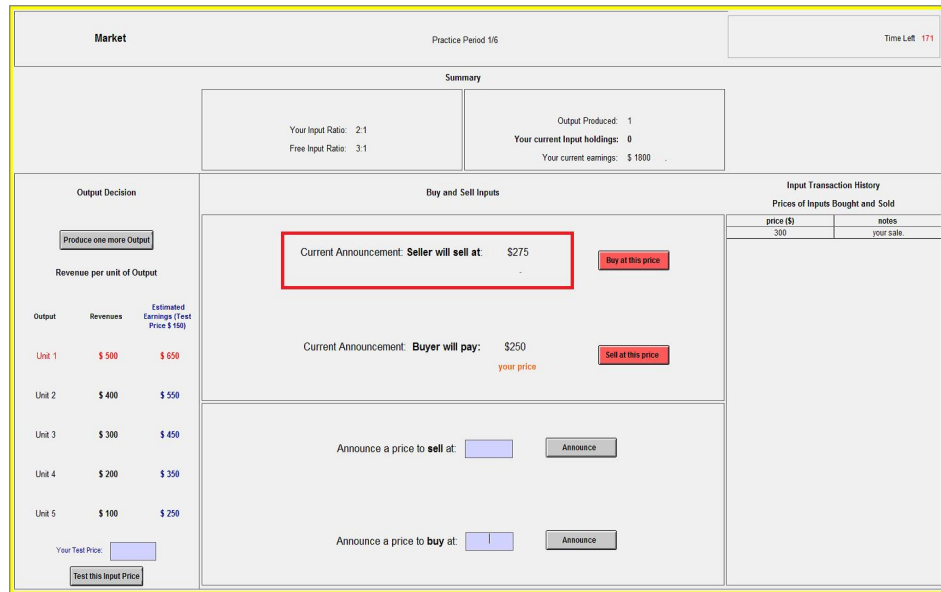 Market
Practice Period 1/6
Time Left 171
Summary
Your Input Ratio: 2:1
Free Input Ratio: 3:1
Output Produced: 1
Your current Input holdings: 0
Your current earnings: $ 1800 .
Output Decision
Produce one more Output
Revenue per unit of Output
Output Revenues Estimated Earnings (Test Price $ 150)
Unit 1 $ 500 $ 650
Unit 2 $ 400 $ 550
Unit 3 $ 300 $ 450
Unit 4 $ 200 $ 350
Unit 5 $ 100 $ 250
Your Test Price:
Test this Input Price
Buy and Sell Inputs
Current Announcement: Seller will sell at: $275
Buy at this price
Current Announcement: Buyer will pay: $250
your price
Sell at this price
Announce a price to sell at:
Announce
Announce a price to buy at:
Announce
Input Transaction History
Prices of Inputs Bought and Sold
price ($) notes
300 your sale.